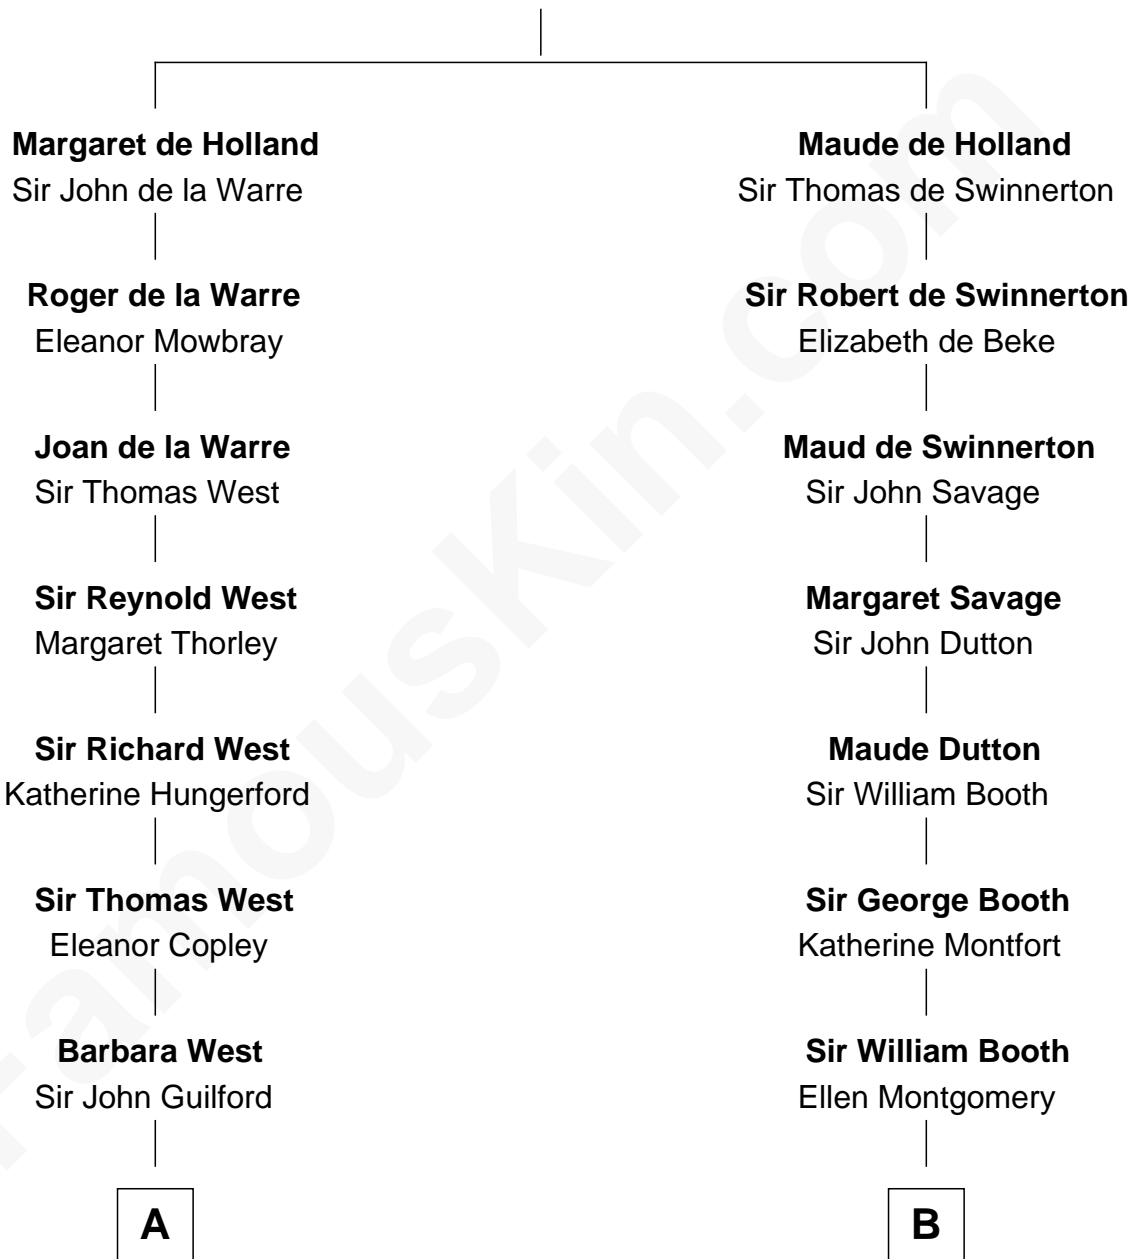 Margaret de Holland
Sir John de la Warre
Maude de Holland
Sir Thomas de Swinnerton
Roger de la Warre
Eleanor Mowbray
Sir Robert de Swinnerton
Elizabeth de Beke
Joan de la Warre
Sir Thomas West
Maud de Swinnerton
Sir John Savage
Sir Reynold West
Margaret Thorley
Margaret Savage
Sir John Dutton
Sir Richard West
Katherine Hungerford
Maude Dutton
Sir William Booth
Sir Thomas West
Eleanor Copley
Sir George Booth
Katherine Montfort
Barbara West
Sir John Guilford
Sir William Booth
Ellen Montgomery
A
B
FamousKin.com